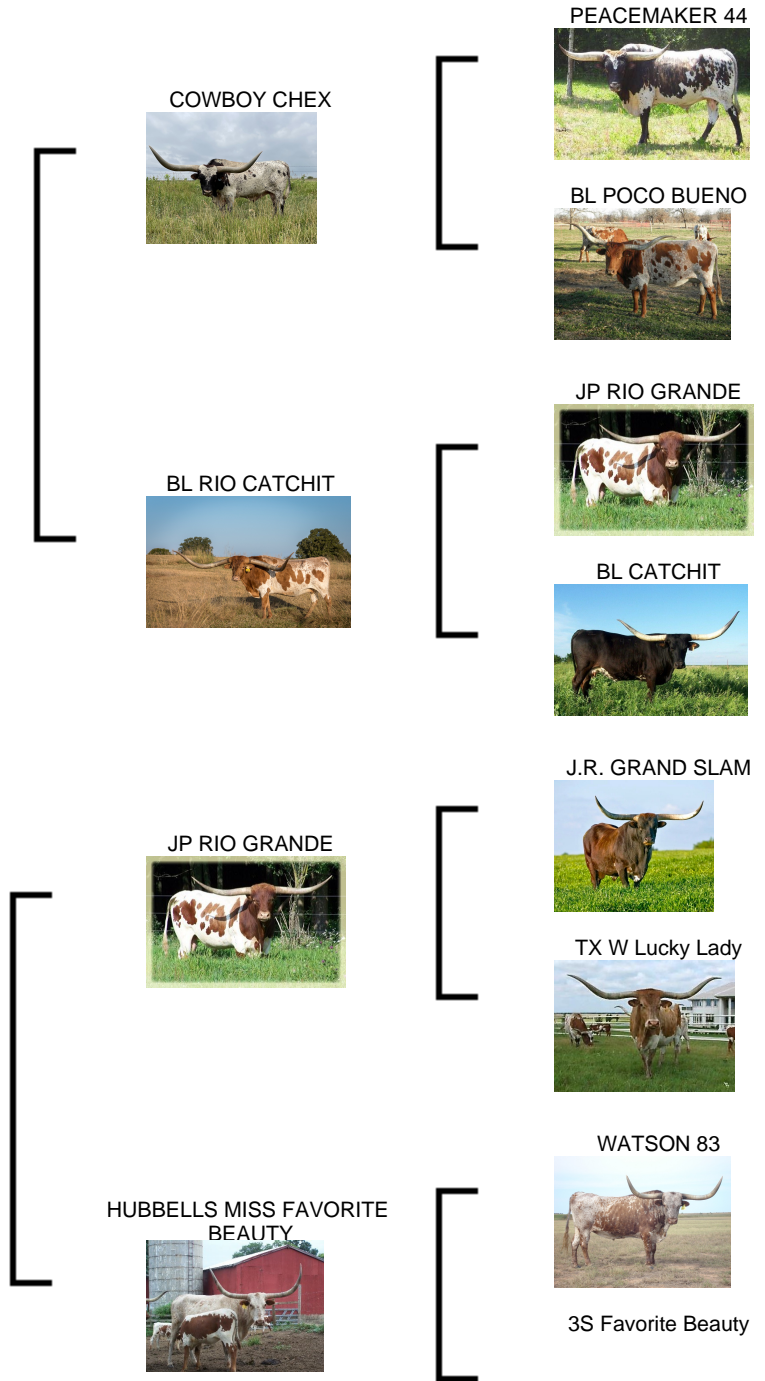 PEACEMAKER 44
COWBOY CHEX
BL POCO BUENO
JP RIO GRANDE
BL RIO CATCHIT
BL CATCHIT
J.R. GRAND SLAM
JP RIO GRANDE
TX W Lucky Lady
WATSON 83
HUBBELLS MISS FAVORITE
BEAUTY
3S Favorite Beauty